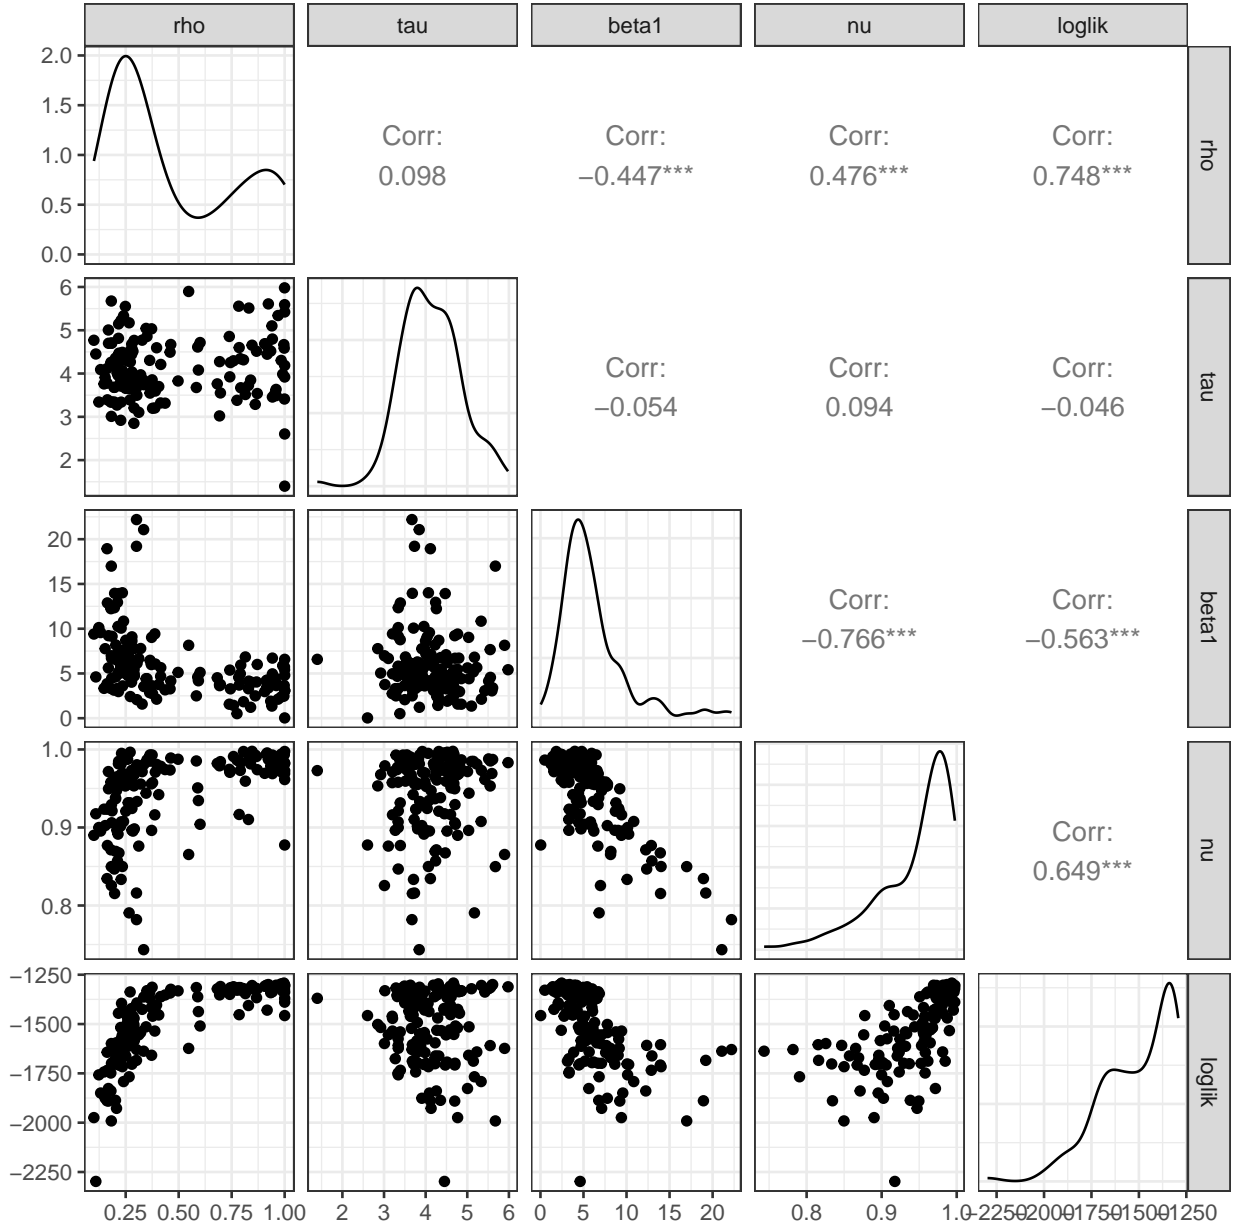 rho tau beta1 nu loglik
2.0
1.5
1.0
0.5
0.0
Corr:
0.098
Corr:
−0.447***
Corr:
0.476***
Corr:
0.748***
rho
6
5
4
3
2
Corr:
−0.054
Corr:
0.094
Corr:
−0.046
tau
20
15
10
5
0
Corr:
−0.766***
Corr:
−0.563***
beta1
1.0
0.9
0.8
Corr:
0.649***
nu
−1250
−1500
−1750
−2000
−2250
loglik
0.25 0.50 0.75 1.00 2 3 4 5 6 0 5 10 15 20 0.8 0.9 1.0 −2250 −2000 −1750 −1500 −1250